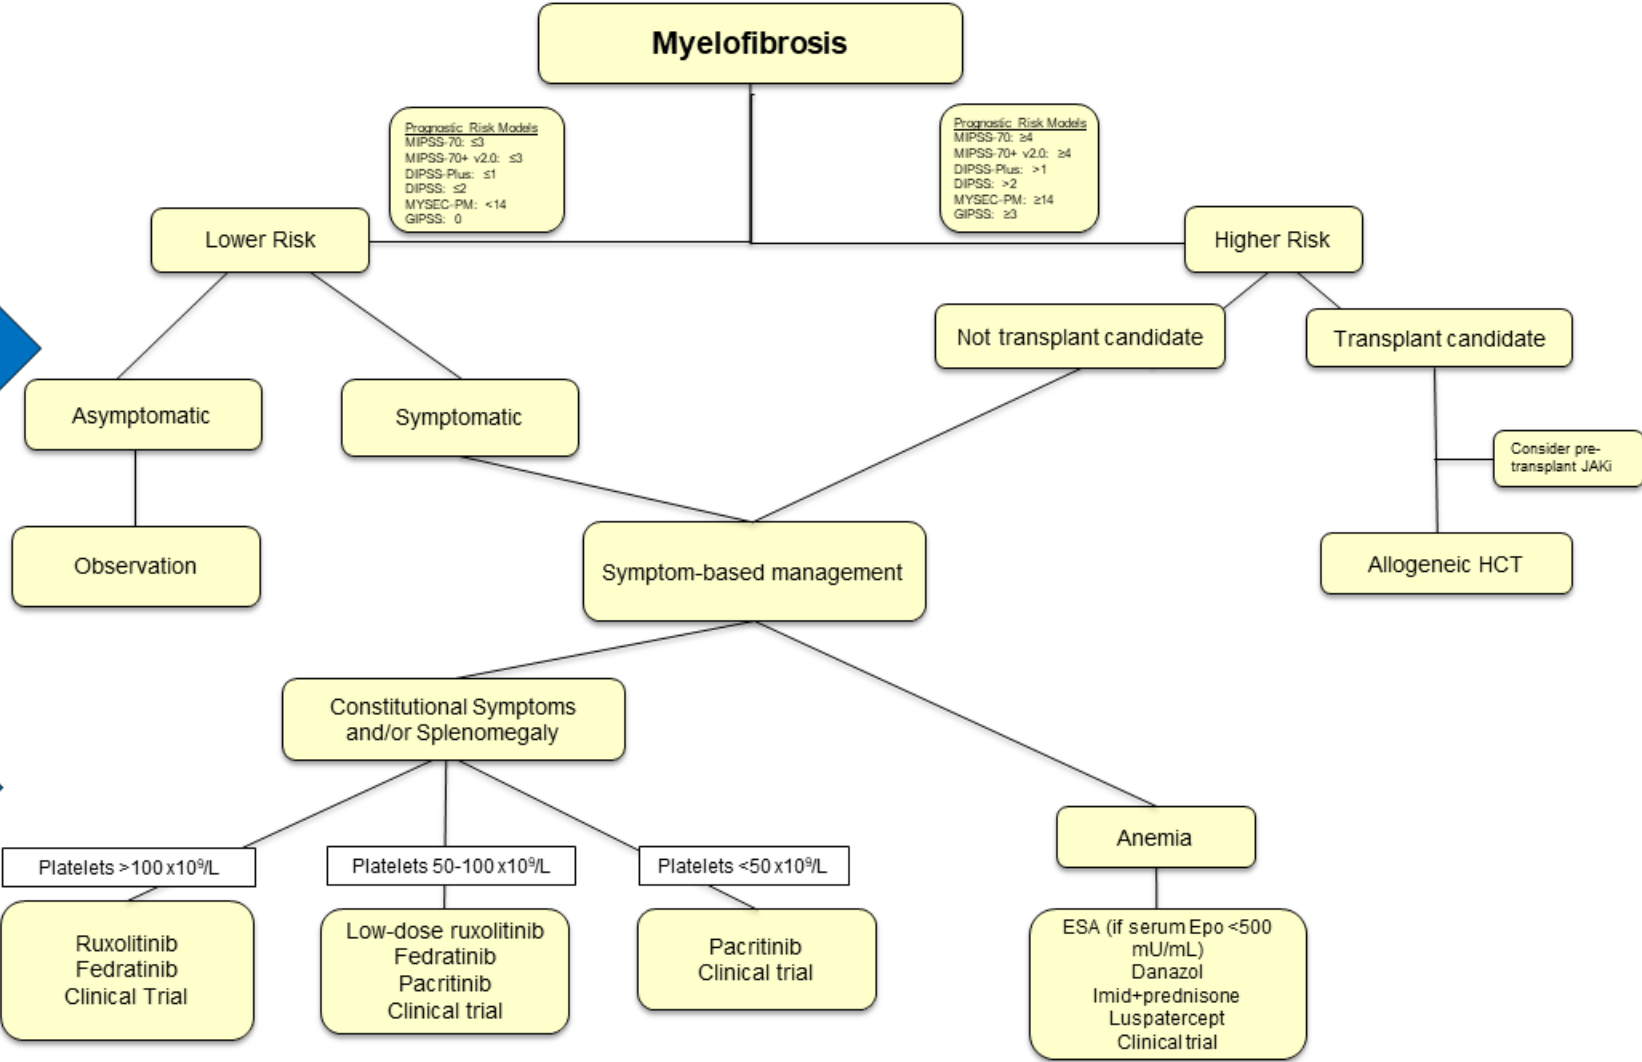 Myelofibrosis
Prognostic Risk Models
MIPSS-70: ≤3
MIPSS-70+ v2.0: ≤3
DIPSS-Plus: ≤1
DIPSS: ≤2
MYSEC-PM: <14
GIPSS: 0
Prognostic Risk Models
MIPSS-70: ≥4
MIPSS-70+ v2.0: ≥4
DIPSS-Plus: >1
DIPSS: >2
MYSEC-PM: ≥14
GIPSS: ≥3
Lower Risk
Higher Risk
Not transplant candidate
Transplant candidate
Asymptomatic
Symptomatic
Consider pre-
transplant JAKi
Observation
Symptom-based management
Allogeneic HCT
Constitutional Symptoms
and/or Splenomegaly
Anemia
Platelets >100 x10⁹/L
Platelets 50-100 x10⁹/L
Platelets <50 x10⁹/L
Ruxolitinib
Fedratinib
Clinical Trial
Low-dose ruxolitinib
Fedratinib
Pacritinib
Clinical trial
Pacritinib
Clinical trial
ESA (if serum Epo <500
mU/mL)
Danazol
Imid+prednisone
Luspatercept
Clinical trial